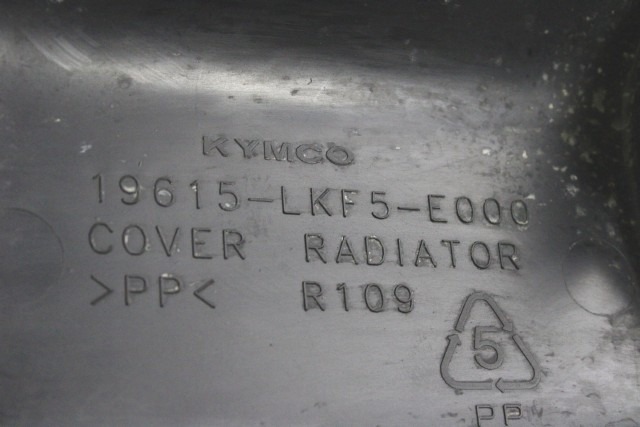 KYMCO
19615-LKF5-E000
COVER RADIATOR
>PP< R109
5
PP